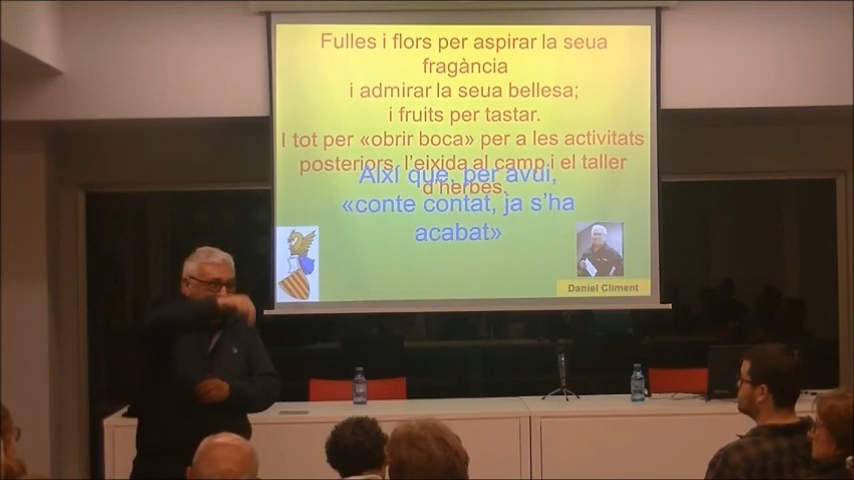 Fulles i flors per aspirar la seua
fragància
i admirar la seua bellesa;
i fruits per tastar.
I tot per «obrir boca» per a les activitats
posteriors, l'eixida al camp i el taller
d'herbes.
Així que, per avui,
«conte contat, ja s'ha
acabat»
Daniel Climent